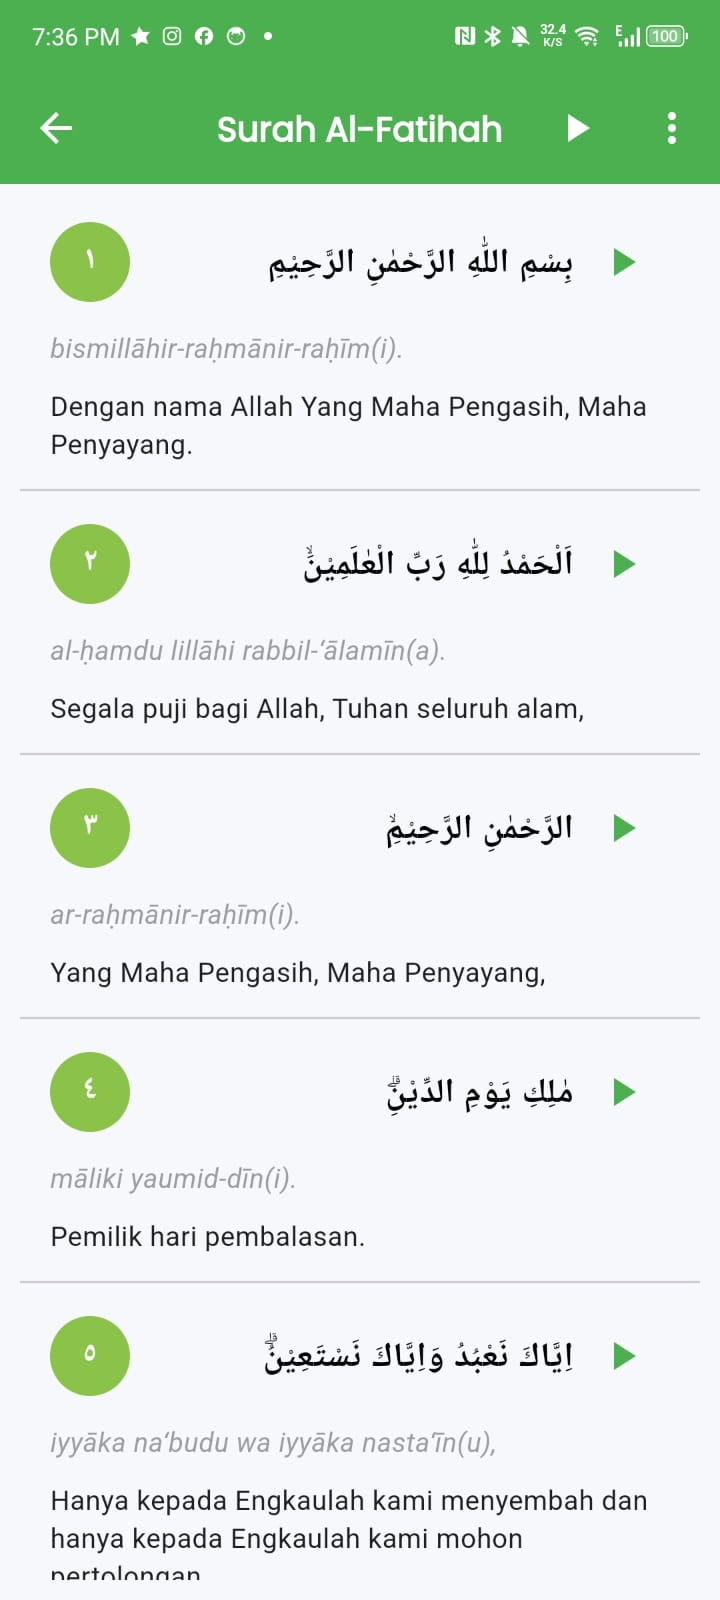 7:36 PM
32.4
K/S
E
100
Surah Al-Fatihah
١
بِسْمِ اللّٰهِ الرَّحْمٰنِ الرَّحِيْمِ
bismillāhir-raḥmānir-raḥīm(i).
Dengan nama Allah Yang Maha Pengasih, Maha
Penyayang.
٢
اَلْحَمْدُ لِلّٰهِ رَبِّ الْعٰلَمِيْنَۙ
al-ḥamdu lillāhi rabbil-‘ālamīn(a).
Segala puji bagi Allah, Tuhan seluruh alam,
٣
الرَّحْمٰنِ الرَّحِيْمِۙ
ar-raḥmānir-raḥīm(i).
Yang Maha Pengasih, Maha Penyayang,
٤
مٰلِكِ يَوْمِ الدِّيْنِۗ
māliki yaumid-dīn(i).
Pemilik hari pembalasan.
٥
اِيَّاكَ نَعْبُدُ وَاِيَّاكَ نَسْتَعِيْنُۗ
iyyāka na‘budu wa iyyāka nasta‘īn(u),
Hanya kepada Engkaulah kami menyembah dan
hanya kepada Engkaulah kami mohon
pertolongan